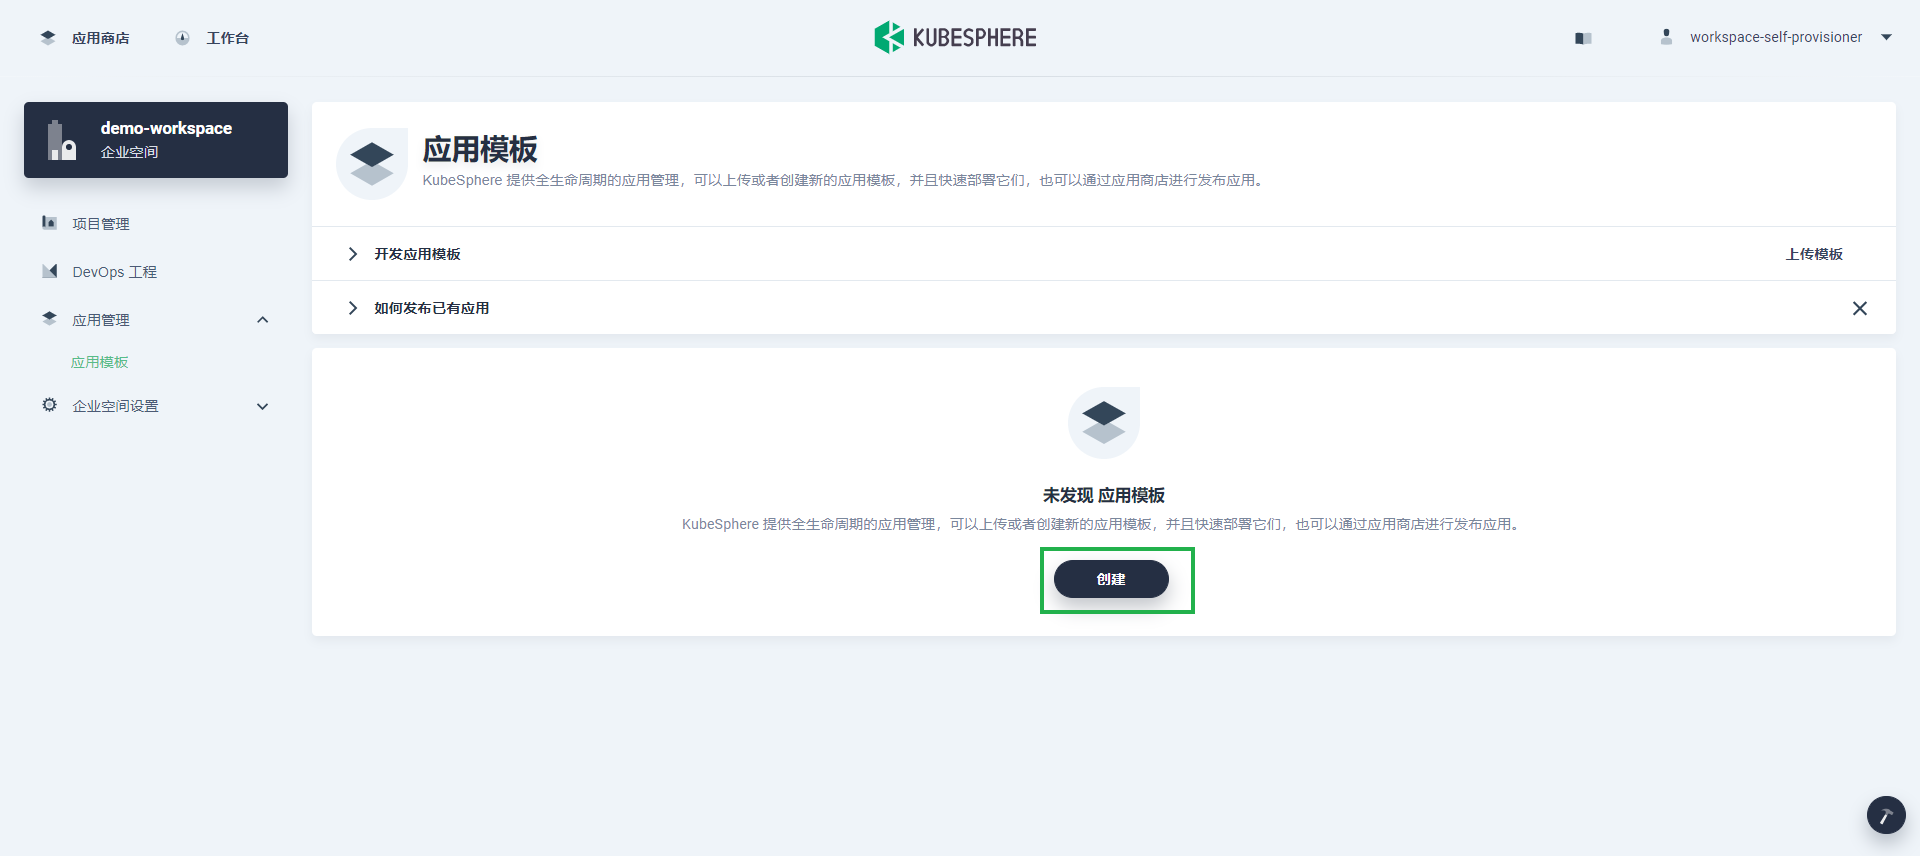 应用商店 工作台 KUBESPHERE workspace-self-provisioner
demo-workspace
企业空间
项目管理
DevOps 工程
应用管理
应用模板
企业空间设置
应用模板
KubeSphere 提供全生命周期的应用管理，可以上传或者创建新的应用模板，并且快速部署它们，也可以通过应用商店进行发布应用。
开发应用模板 上传模板
如何发布已有应用
未发现 应用模板
KubeSphere 提供全生命周期的应用管理，可以上传或者创建新的应用模板，并且快速部署它们，也可以通过应用商店进行发布应用。
创建